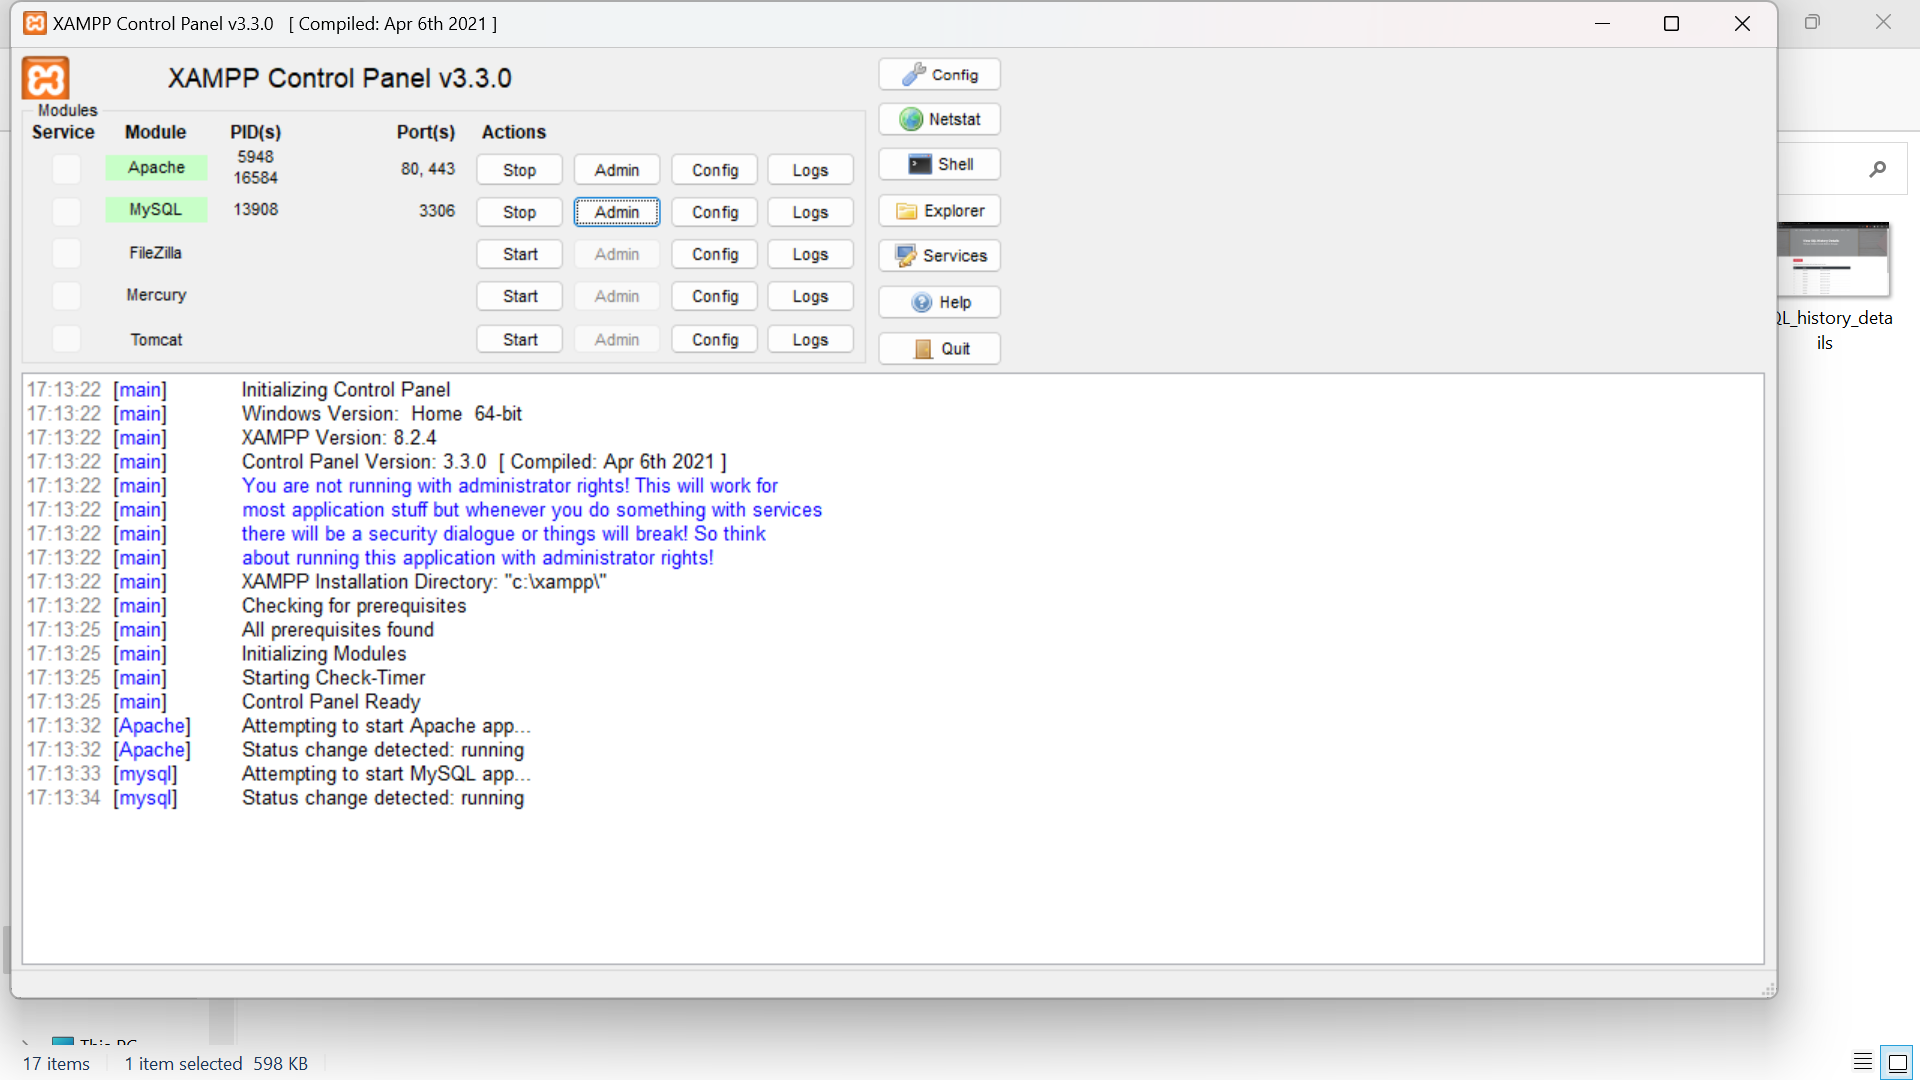 XAMPP Control Panel v3.3.0 [ Compiled: Apr 6th 2021 ]
XAMPP Control Panel v3.3.0
Config
Netstat
Shell
Explorer
Services
Help
Quit
Modules
Service Module PID(s) Port(s) Actions
Apache 5948 16584 80, 443 Stop Admin Config Logs
MySQL 13908 3306 Stop Admin Config Logs
FileZilla Start Admin Config Logs
Mercury Start Admin Config Logs
Tomcat Start Admin Config Logs
17:13:22 [main] Initializing Control Panel
17:13:22 [main] Windows Version: Home 64-bit
17:13:22 [main] XAMPP Version: 8.2.4
17:13:22 [main] Control Panel Version: 3.3.0 [ Compiled: Apr 6th 2021 ]
17:13:22 [main] You are not running with administrator rights! This will work for
17:13:22 [main] most application stuff but whenever you do something with services
17:13:22 [main] there will be a security dialogue or things will break! So think
17:13:22 [main] about running this application with administrator rights!
17:13:22 [main] XAMPP Installation Directory: "c:\xampp\"
17:13:22 [main] Checking for prerequisites
17:13:25 [main] All prerequisites found
17:13:25 [main] Initializing Modules
17:13:25 [main] Starting Check-Timer
17:13:25 [main] Control Panel Ready
17:13:32 [Apache] Attempting to start Apache app...
17:13:32 [Apache] Status change detected: running
17:13:33 [mysql] Attempting to start MySQL app...
17:13:34 [mysql] Status change detected: running
QL_history_deta
ils
This PC
17 items 1 item selected 598 KB